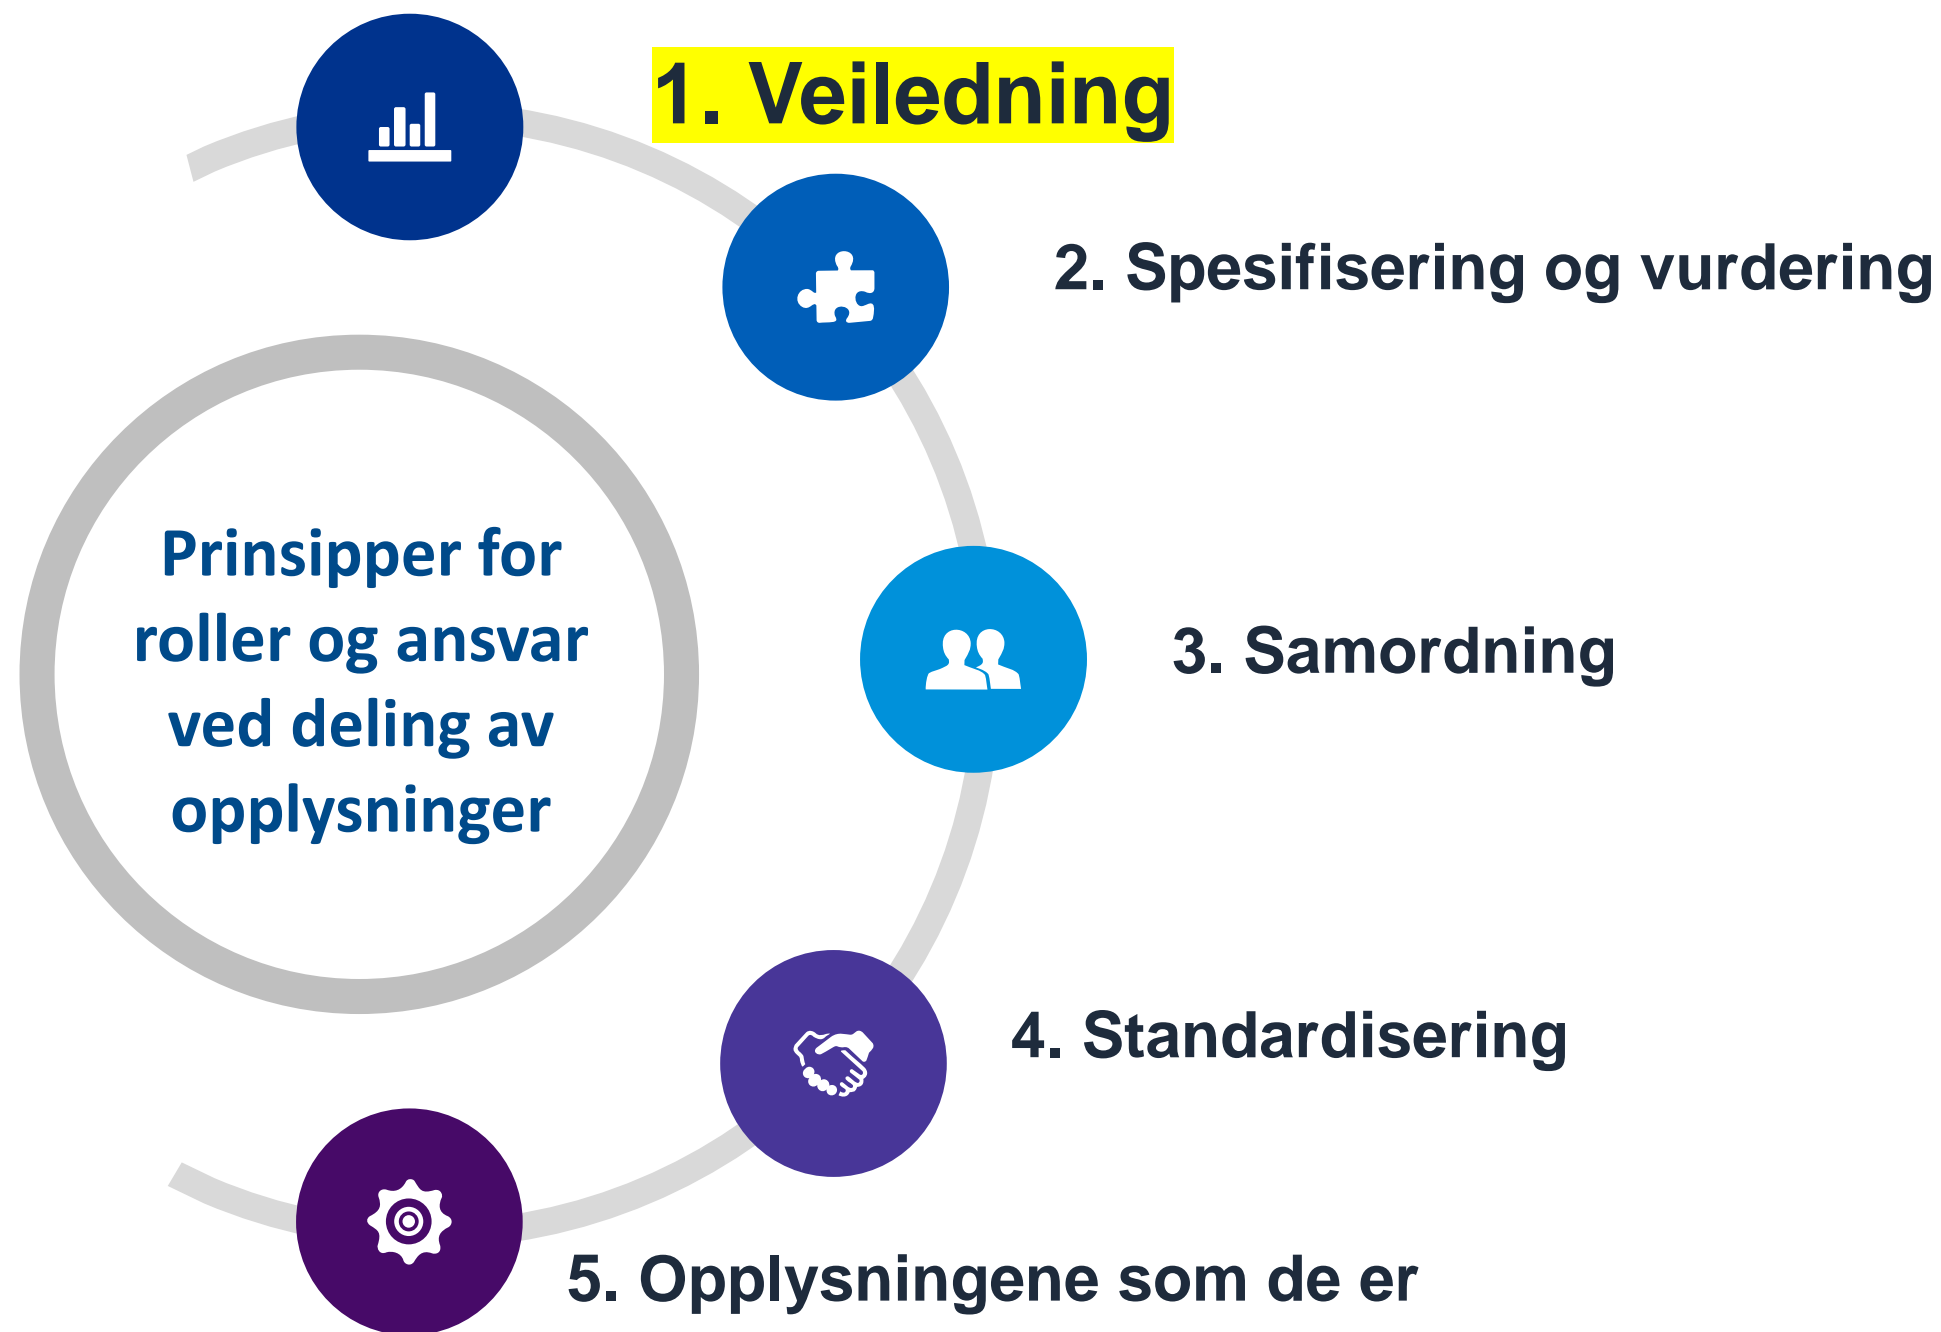 1. Veiledning
2. Spesifisering og vurdering
Prinsipper for
roller og ansvar
ved deling av
opplysninger
3. Samordning
4. Standardisering
5. Opplysningene som de er